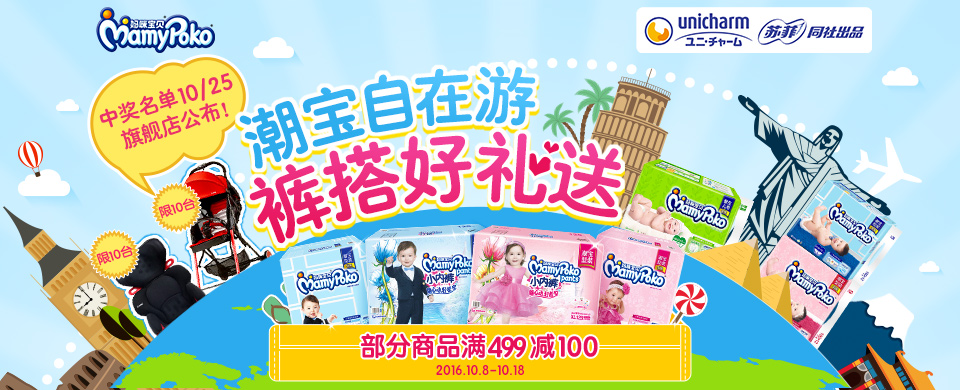 妈咪宝贝
MamyPoko
unicharm
ユニ・チャーム
苏菲 同社出品
中奖名单10/25
旗舰店公布!
潮宝自在游
裤搭好礼送
限10台
限10台
MamyPoko
MamyPoko
MamyPoko
MamyPoko
MamyPoko
pants
小内裤
MamyPoko
pants
小内裤
MamyPoko
部分商品满499减100
2016.10.8-10.18